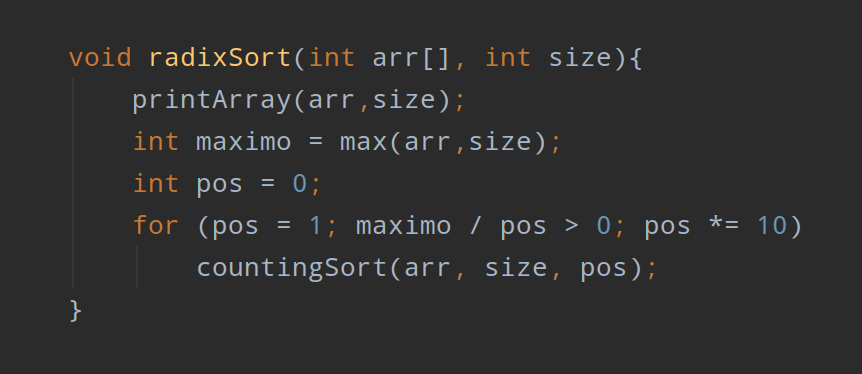 void radixSort(int arr[], int size){
    printArray(arr,size);
    int maximo = max(arr,size);
    int pos = 0;
    for (pos = 1; maximo / pos > 0; pos *= 10)
        countingSort(arr, size, pos);
}